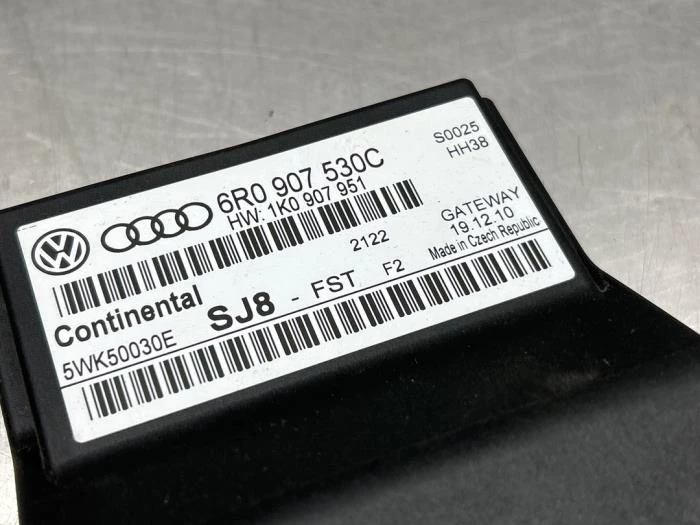 6R0 907 530C
HW: 1K0 907 951
S0025
HH38
2122
GATEWAY
19.12.10
Made in Czech Republic
Continental
SJ8 - FST F2
5WK50030E